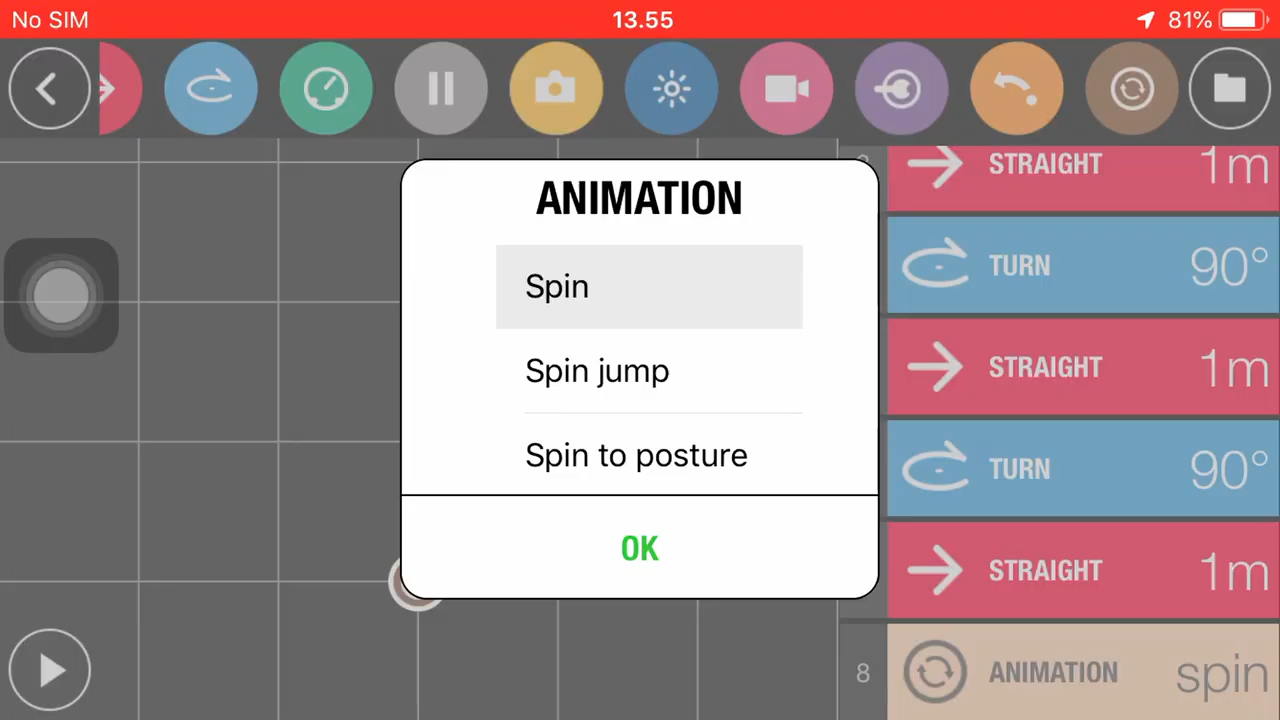 No SIM 13.55 81%
ANIMATION
Spin
Spin jump
Spin to posture
OK
STRAIGHT 1m
TURN 90°
STRAIGHT 1m
TURN 90°
STRAIGHT 1m
8 ANIMATION spin